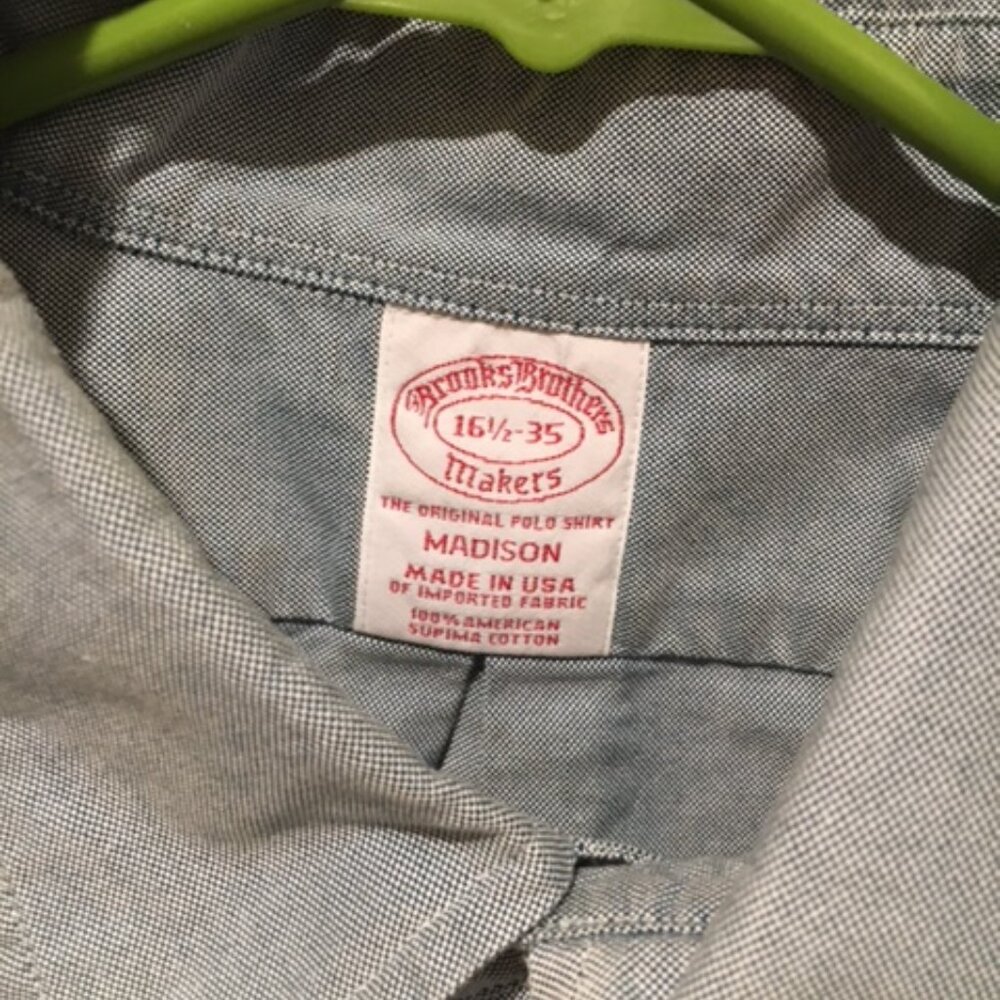 Brooks Brothers
16½-35
Makers
THE ORIGINAL POLO SHIRT
MADISON
MADE IN USA
OF IMPORTED FABRIC
100% AMERICAN
SUPIMA COTTON